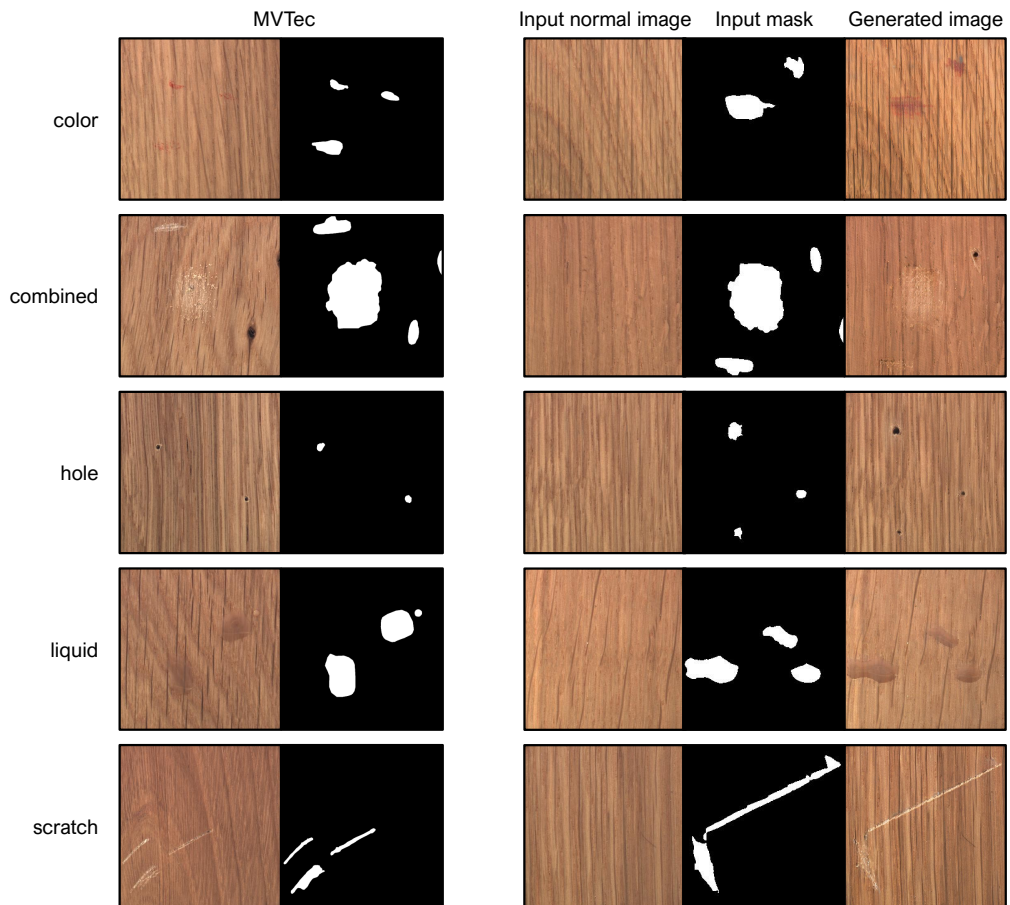 MVTec
Input normal image
Input mask
Generated image
color
combined
hole
liquid
scratch